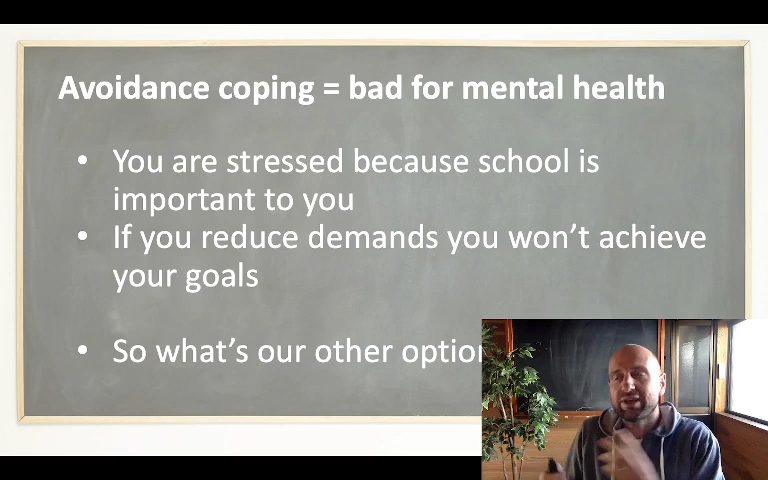 Avoidance coping = bad for mental health
• You are stressed because school is
important to you
• If you reduce demands you won’t achieve
your goals
• So what’s our other